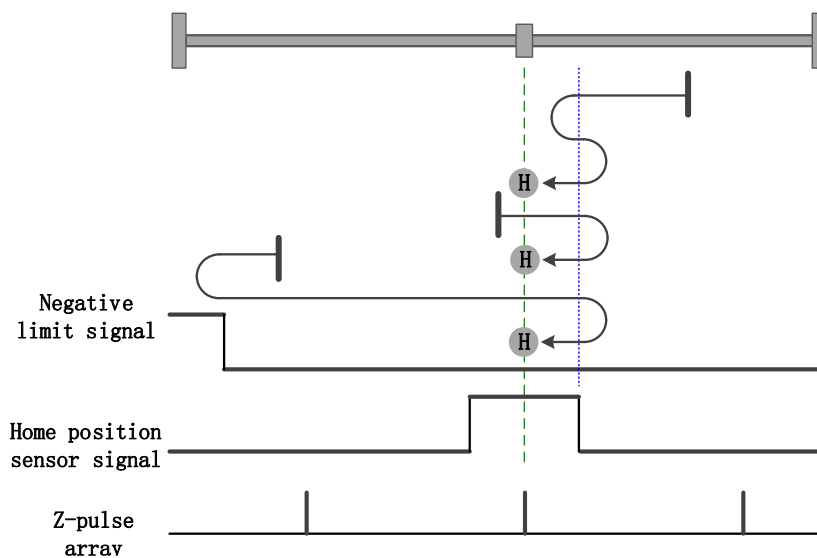 H
H
H
Negative
limit signal
Home position
sensor signal
Z-pulse
array